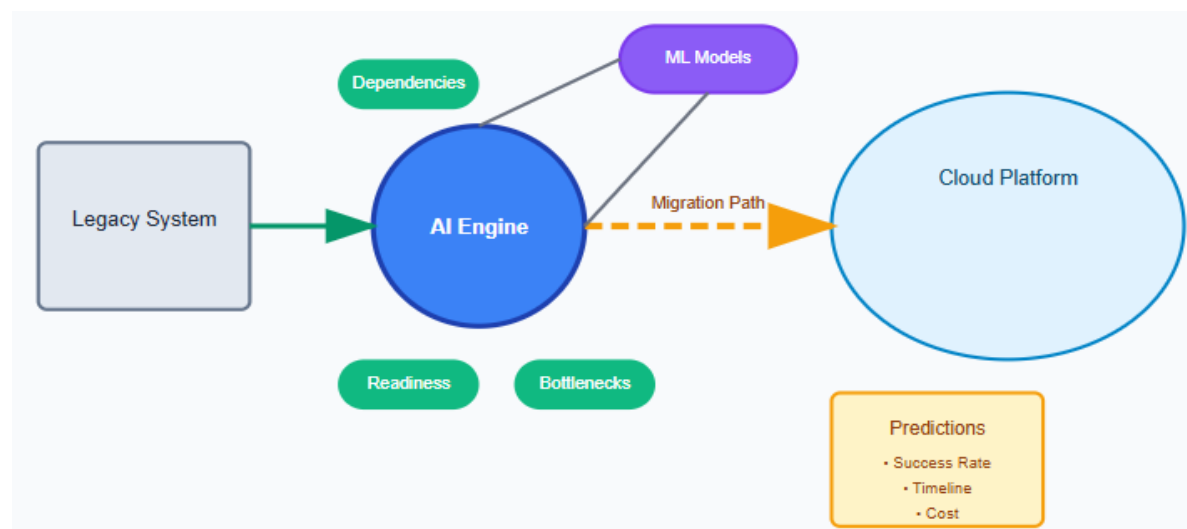 ML Models
Dependencies
Legacy System
AI Engine
Migration Path
Cloud Platform
Readiness
Bottlenecks
Predictions
• Success Rate
• Timeline
• Cost